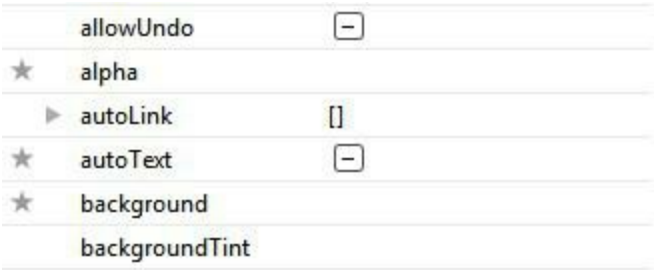 allowUndo
alpha
autoLink []
autoText
background
backgroundTint